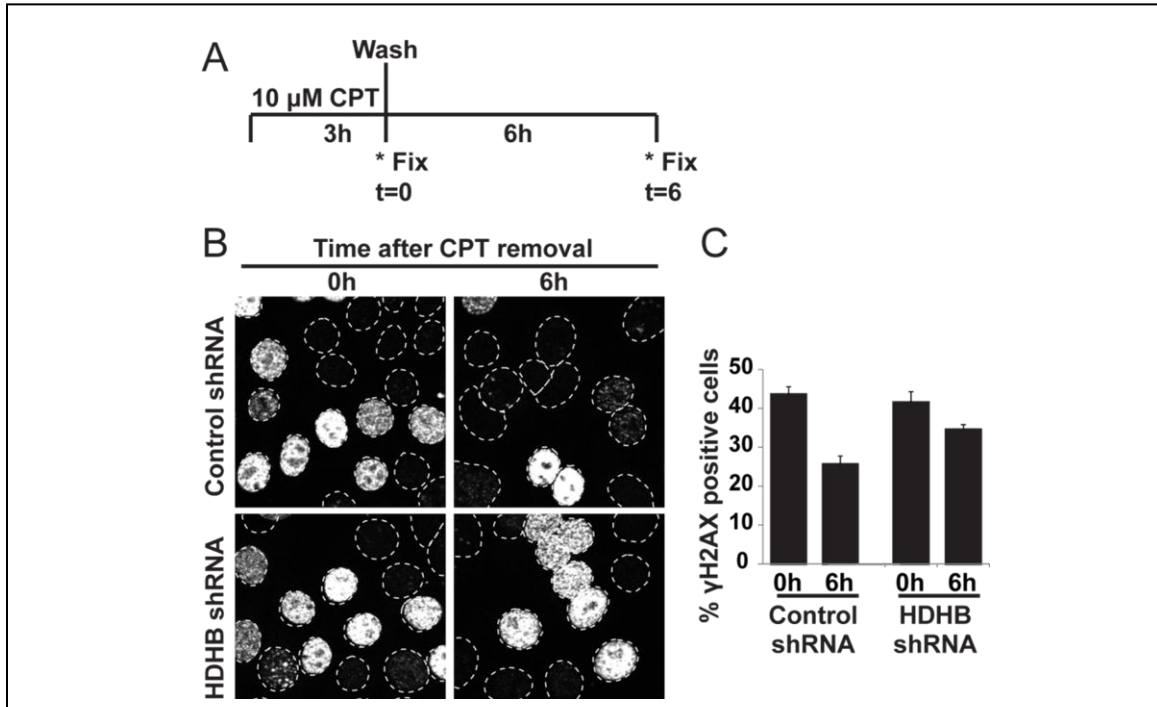 A
Wash
10 µM CPT
3h
6h
* Fix
t=0
* Fix
t=6
B
Time after CPT removal
0h
6h
Control shRNA
HDHB shRNA
C
% γH2AX positive cells
50
40
30
20
10
0
0h 6h 0h 6h
Control shRNA
HDHB shRNA